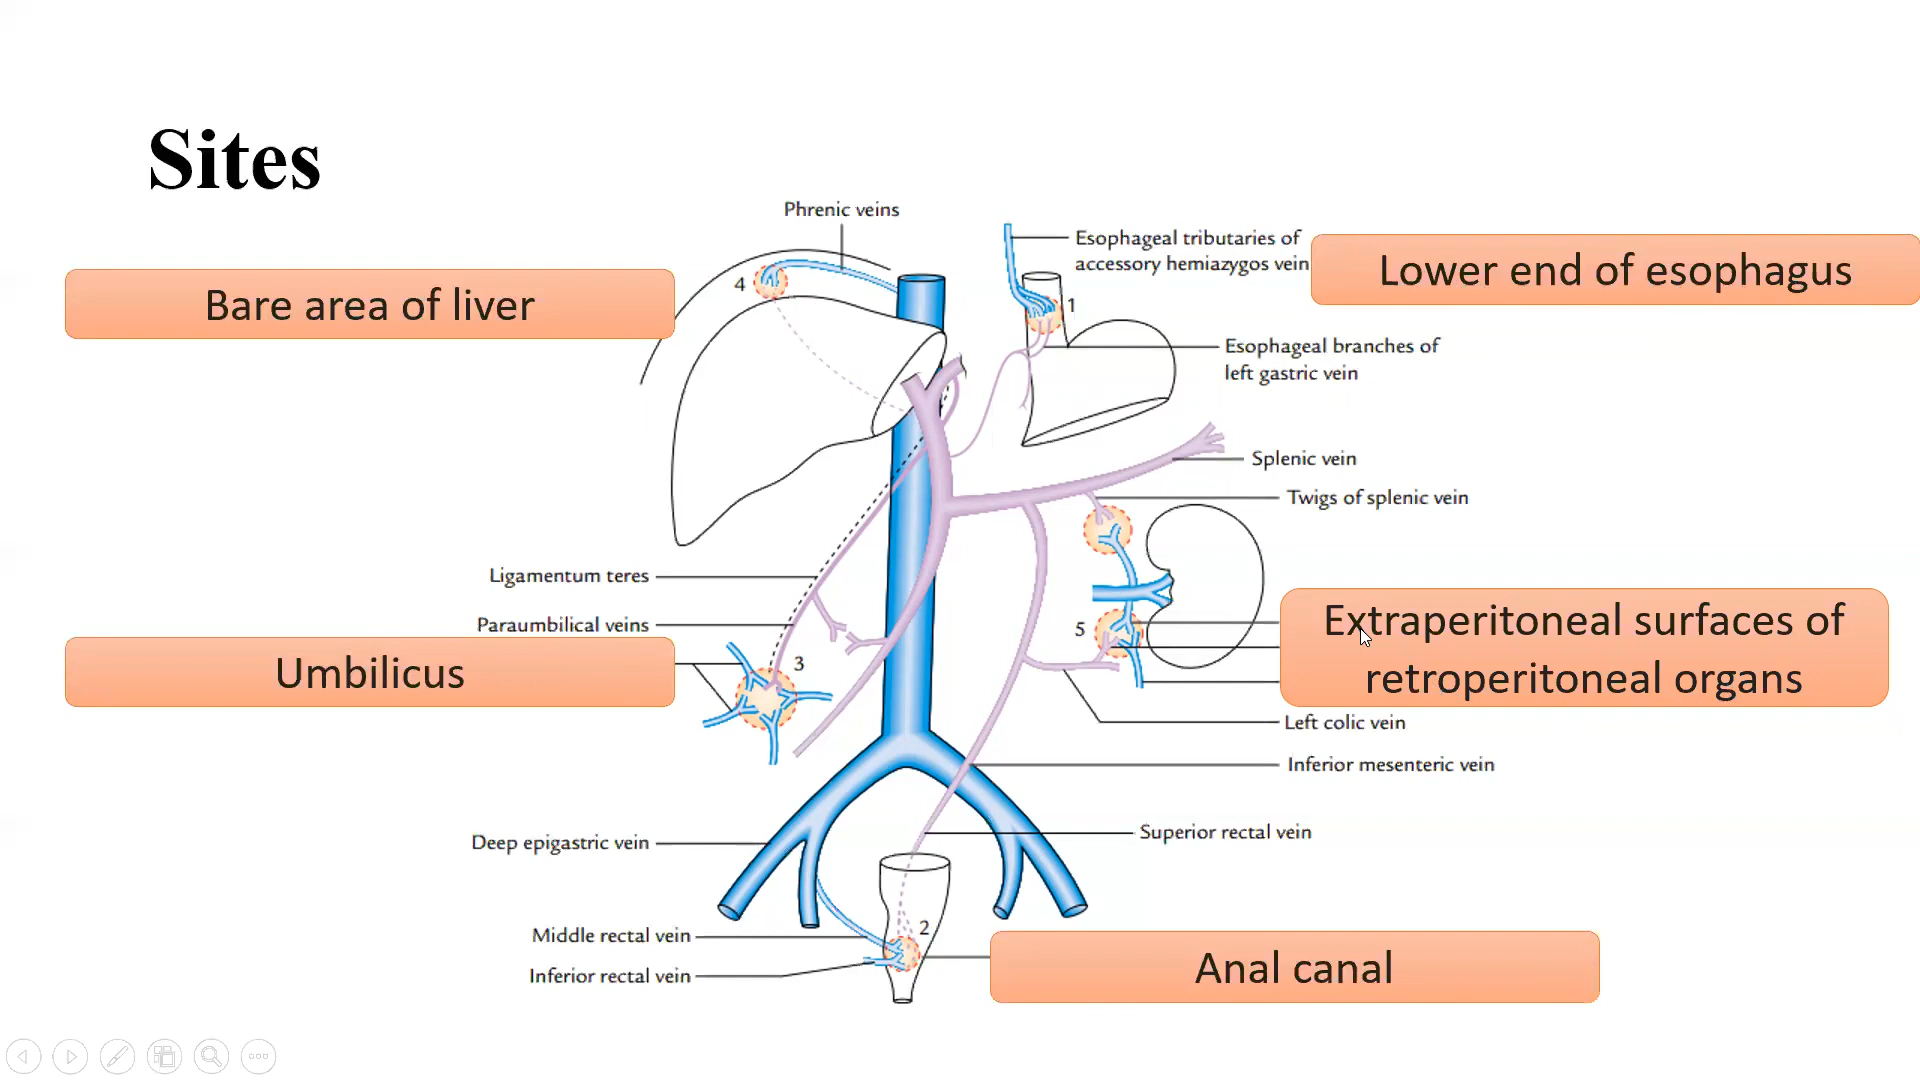 Sites
Phrenic veins
Esophageal tributaries of
accessory hemiazygos vein
Lower end of esophagus
Bare area of liver
4
1
Esophageal branches of
left gastric vein
Splenic vein
Twigs of splenic vein
Ligamentum teres
Paraumbilical veins
Umbilicus
3
5
Extraperitoneal surfaces of
retroperitoneal organs
Left colic vein
Inferior mesenteric vein
Deep epigastric vein
Superior rectal vein
Middle rectal vein
2
Inferior rectal vein
Anal canal